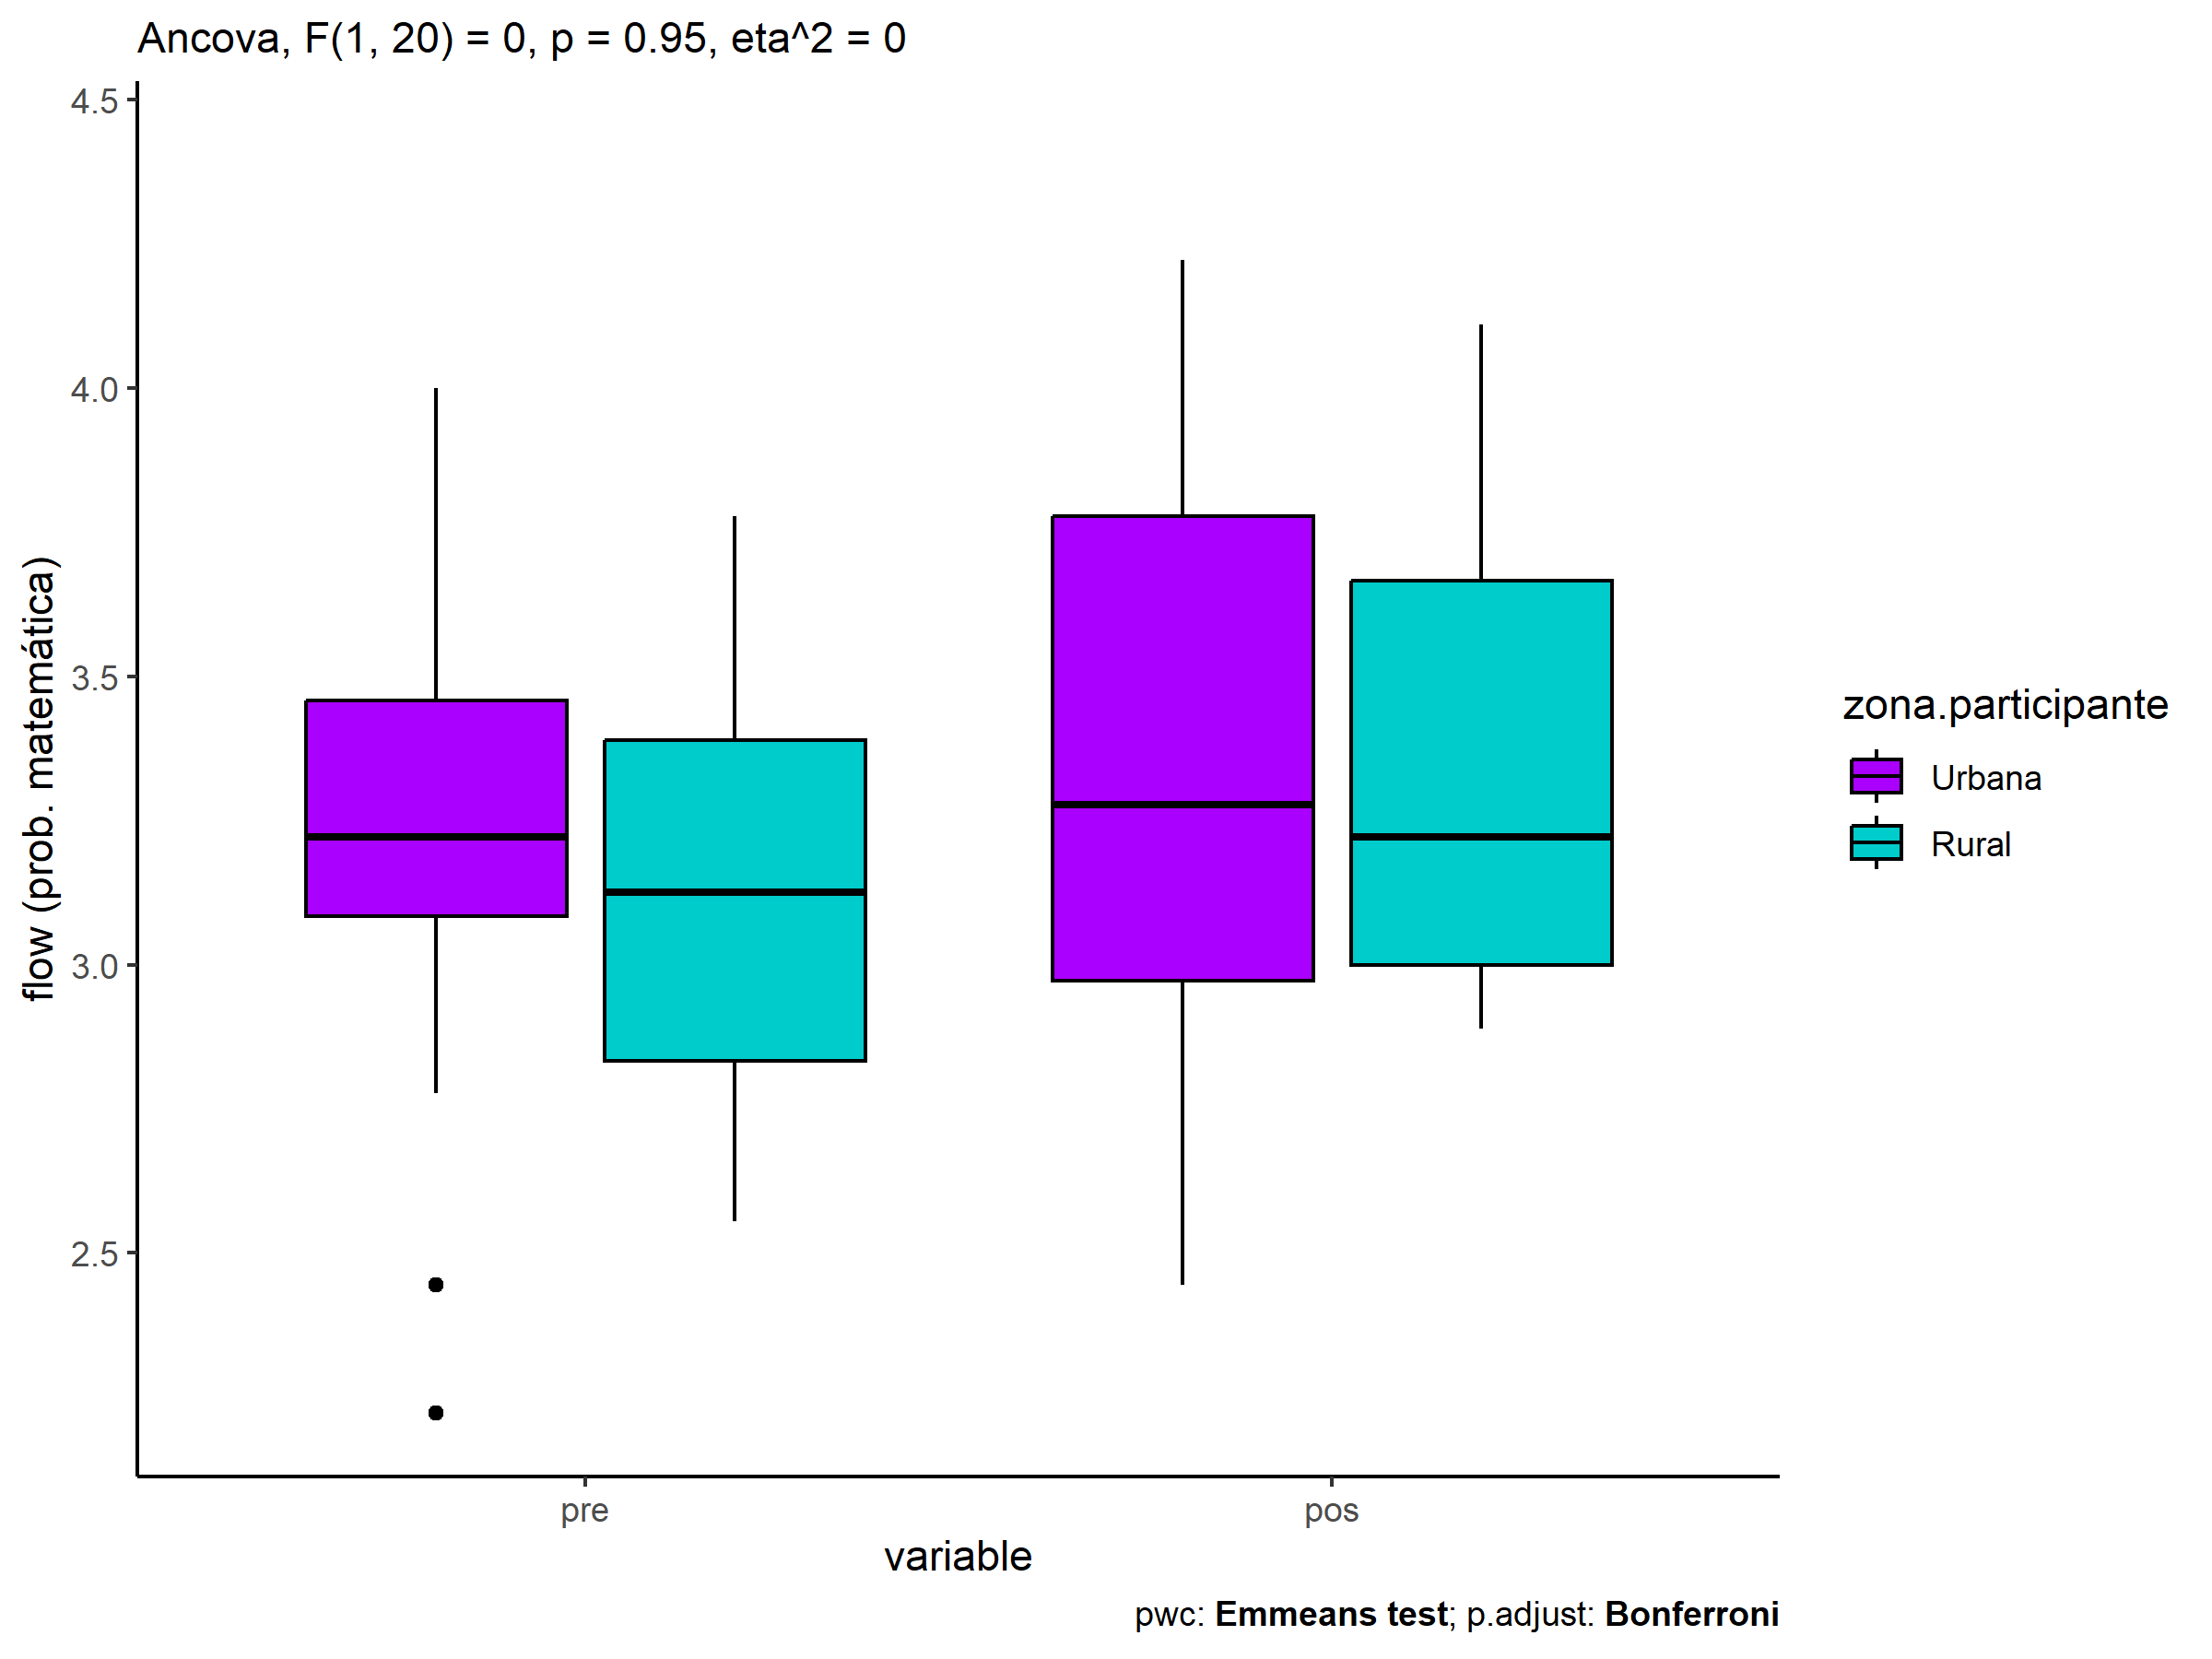 Ancova, F(1, 20) = 0, p = 0.95, eta^2 = 0
flow (prob. matemática)
4.5
4.0
3.5
3.0
2.5
pre
pos
variable
zona.participante
Urbana
Rural
pwc: Emmeans test; p.adjust: Bonferroni